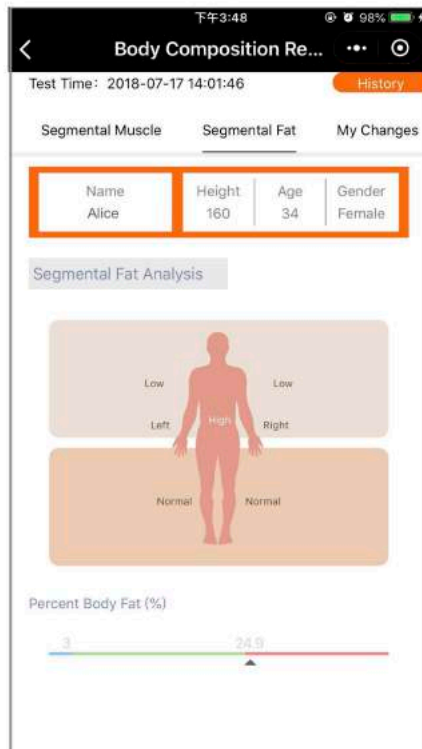 下午3:48 98%
Body Composition Re...
Test Time: 2018-07-17 14:01:46 History
Segmental Muscle Segmental Fat My Changes
Name Height Age Gender
Alice 160 34 Female
Segmental Fat Analysis
Low Low
Left High Right
Normal Normal
Percent Body Fat (%)
3 24.9